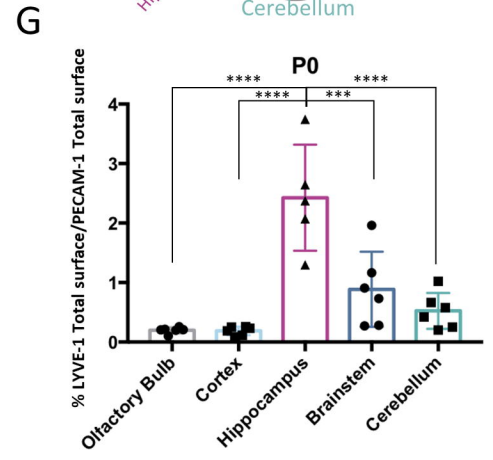 G
Cerebellum
P0
****
****
****
***
% LYVE-1 Total surface/PECAM-1 Total surface
4
3
2
1
0
Olfactory Bulb
Cortex
Hippocampus
Brainstem
Cerebellum